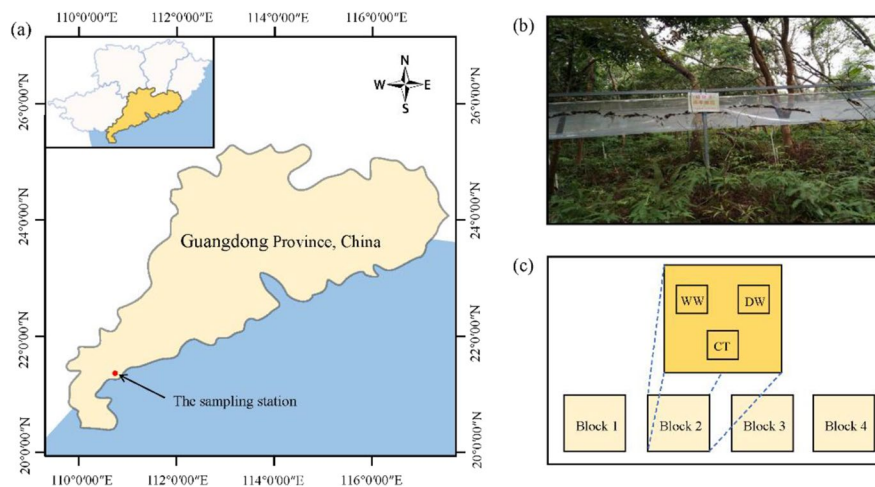 (a)
110°0'0"E 112°0'0"E 114°0'0"E 116°0'0"E
26°0'0"N
24°0'0"N
22°0'0"N
20°0'0"N
N
W E
S
Guangdong Province, China
The sampling station
26°0'0"N
24°0'0"N
22°0'0"N
20°0'0"N
110°0'0"E 112°0'0"E 114°0'0"E 116°0'0"E
(b)
(c)
WW DW
CT
Block 1 Block 2 Block 3 Block 4